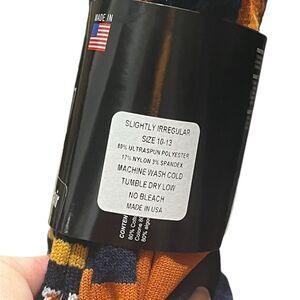 MADE IN
SLIGHTLY IRREGULAR
SIZE 10-13
80% ULTRASPUN POLYESTER
17% NYLON 3% SPANDEX
MACHINE WASH COLD
TUMBLE DRY LOW
NO BLEACH
MADE IN USA
CONTEN